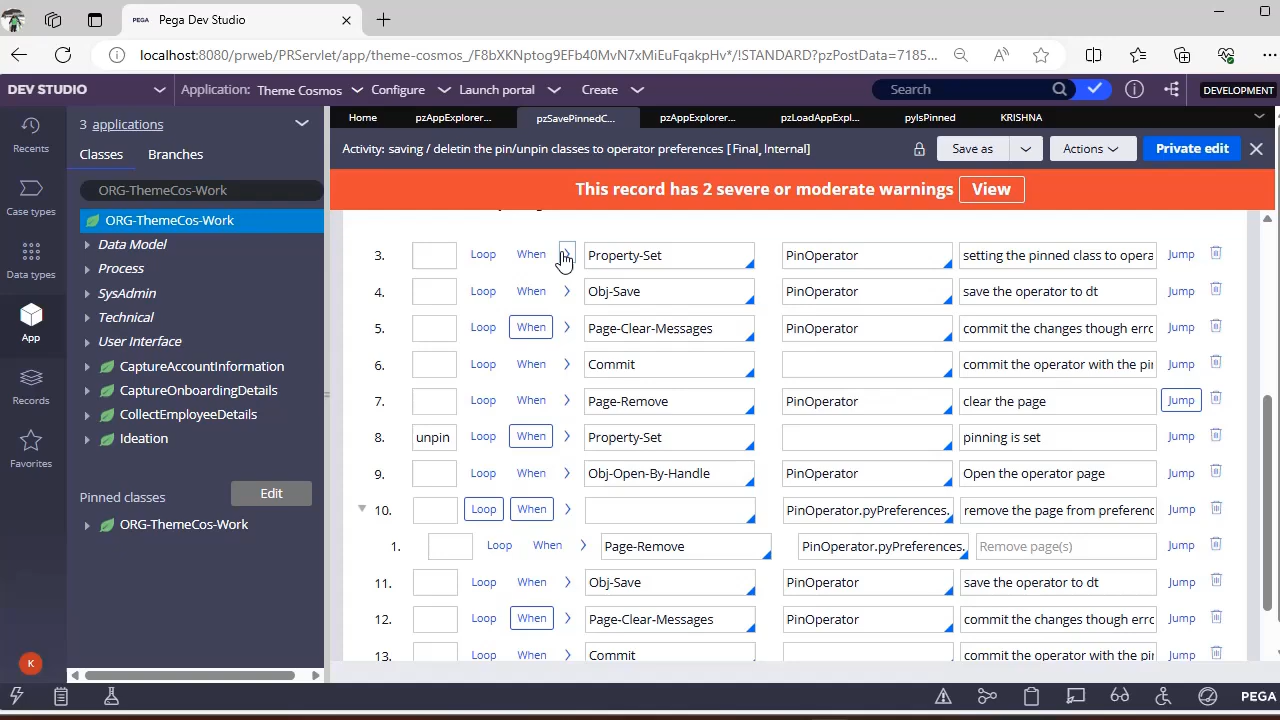 PEGA Pega Dev Studio
localhost:8080/prweb/PRServlet/app/theme-cosmos_/F8bXKNptog9EFb40MvN7xMiEuFqakpHv*/!STANDARD?pzPostData=7185...
DEV STUDIO Application: Theme Cosmos Configure Launch portal Create Search DEVELOPMENT
Home pzAppExplorer... pzSavePinnedC... pzAppExplorer... pzLoadAppExpl... pyIsPinned KRISHNA
Activity: saving / deletin the pin/unpin classes to operator preferences [Final, Internal] Save as Actions Private edit
This record has 2 severe or moderate warnings View
Recents
Case types
Data types
App
Records
Favorites
K
3 applications
Classes Branches
ORG-ThemeCos-Work
ORG-ThemeCos-Work
Data Model
Process
SysAdmin
Technical
User Interface
CaptureAccountInformation
CaptureOnboardingDetails
CollectEmployeeDetails
Ideation
Pinned classes Edit
ORG-ThemeCos-Work
3. Loop When Property-Set PinOperator setting the pinned class to opera Jump
4. Loop When Obj-Save PinOperator save the operator to dt Jump
5. Loop When Page-Clear-Messages PinOperator commit the changes though errc Jump
6. Loop When Commit commit the operator with the pir Jump
7. Loop When Page-Remove PinOperator clear the page Jump
8. unpin Loop When Property-Set pinning is set Jump
9. Loop When Obj-Open-By-Handle PinOperator Open the operator page Jump
10. Loop When PinOperator.pyPreferences. remove the page from preferenc Jump
1. Loop When Page-Remove PinOperator.pyPreferences. Remove page(s) Jump
11. Loop When Obj-Save PinOperator save the operator to dt Jump
12. Loop When Page-Clear-Messages PinOperator commit the changes though errc Jump
13. Loop When Commit commit the operator with the pir Jump
PEGA